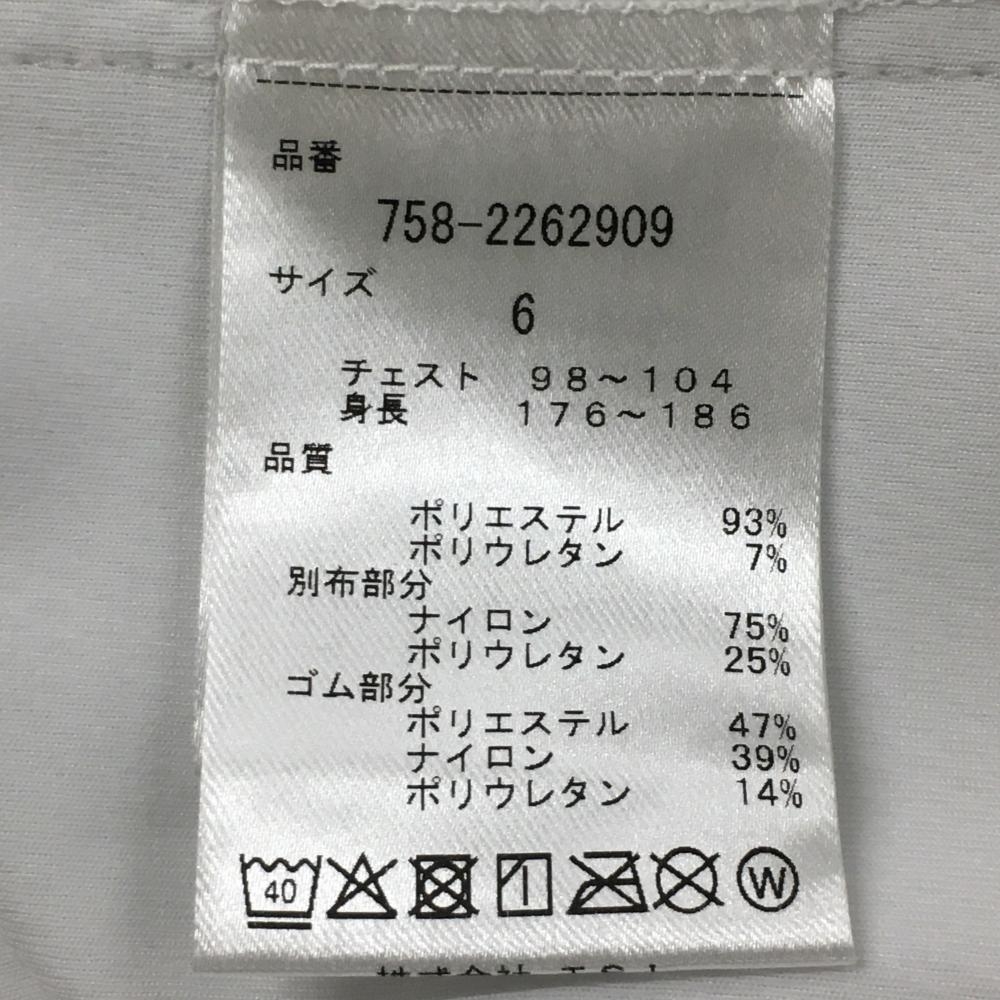 品番
758-2262909
サイズ
6
チェスト 98～104
身長 176～186
品質
ポリエステル 93%
ポリウレタン 7%
別布部分
ナイロン 75%
ポリウレタン 25%
ゴム部分
ポリエステル 47%
ナイロン 39%
ポリウレタン 14%
40 W